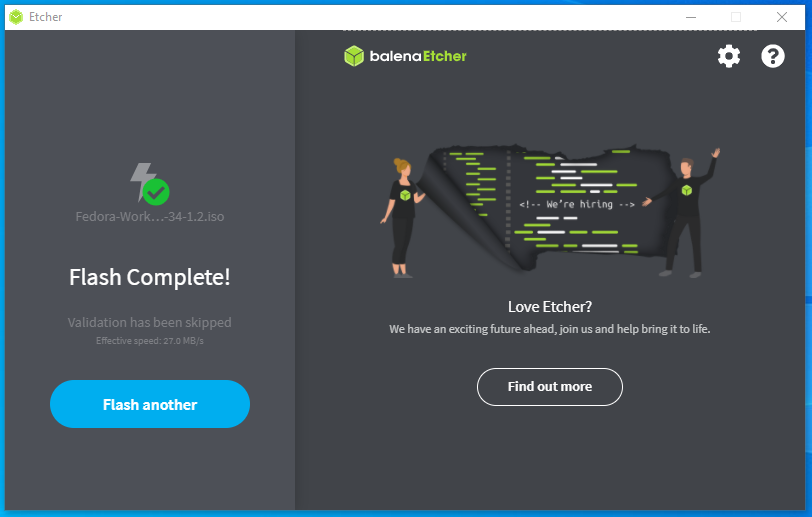 Etcher
balenaEtcher
Fedora-Work...-34-1.2.iso
Flash Complete!
Validation has been skipped
Effective speed: 27.0 MB/s
Flash another
<!-- We're hiring -->
Love Etcher?
We have an exciting future ahead, join us and help bring it to life.
Find out more